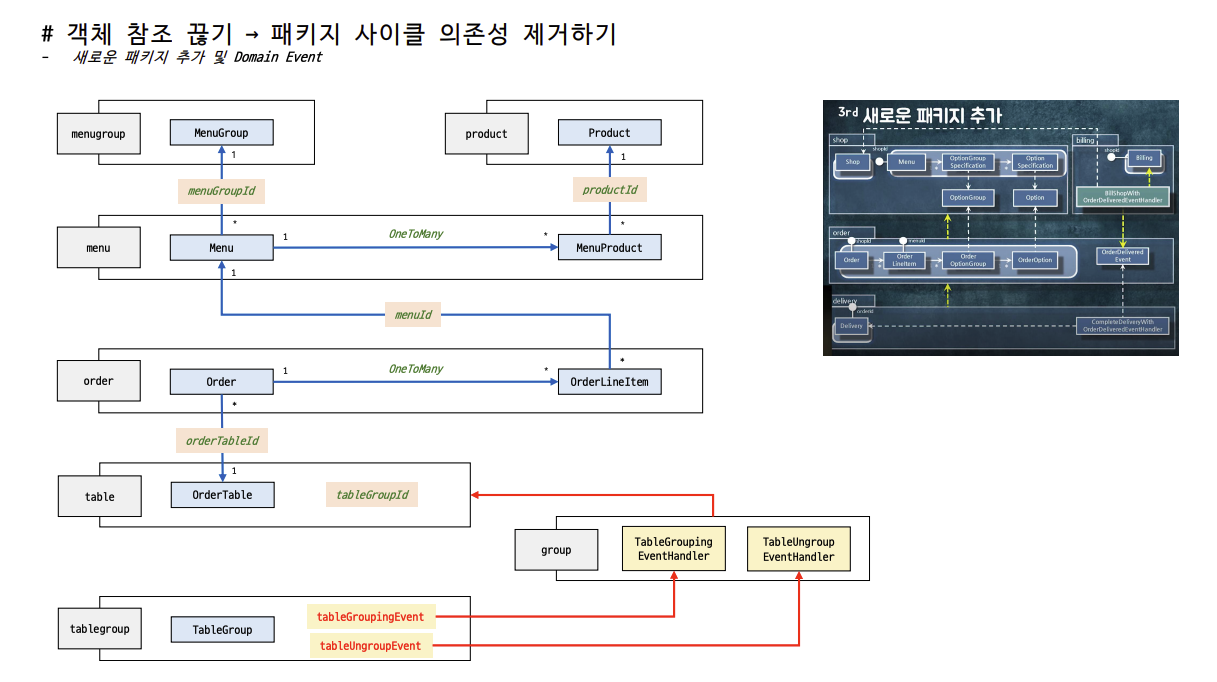 # 객체 참조 끊기 → 패키지 사이클 의존성 제거하기
- 새로운 패키지 추가 및 Domain Event
menugroup
MenuGroup
1
menuGroupId
*
product
Product
1
productId
*
menu
Menu
1
OneToMany
*
MenuProduct
1
menuId
*
order
Order
1
OneToMany
*
OrderLineItem
*
orderTableId
1
table
OrderTable
tableGroupId
group
TableGrouping
EventHandler
TableUngroup
EventHandler
tablegroup
TableGroup
tableGroupingEvent
tableUngroupEvent
3rd 새로운 패키지 추가
shop
Shop
shopId
Menu
OptionGroup
Specification
Option
Specification
OptionGroup
Option
billing
shopId
Billing
BillShopWith
OrderDeliveredEventHandler
order
shopId
menuId
Order
Order
LineItem
Order
OptionGroup
OrderOption
OrderDelivered
Event
delivery
orderId
Delivery
CompleteDeliveryWith
OrderDeliveredEventHandler